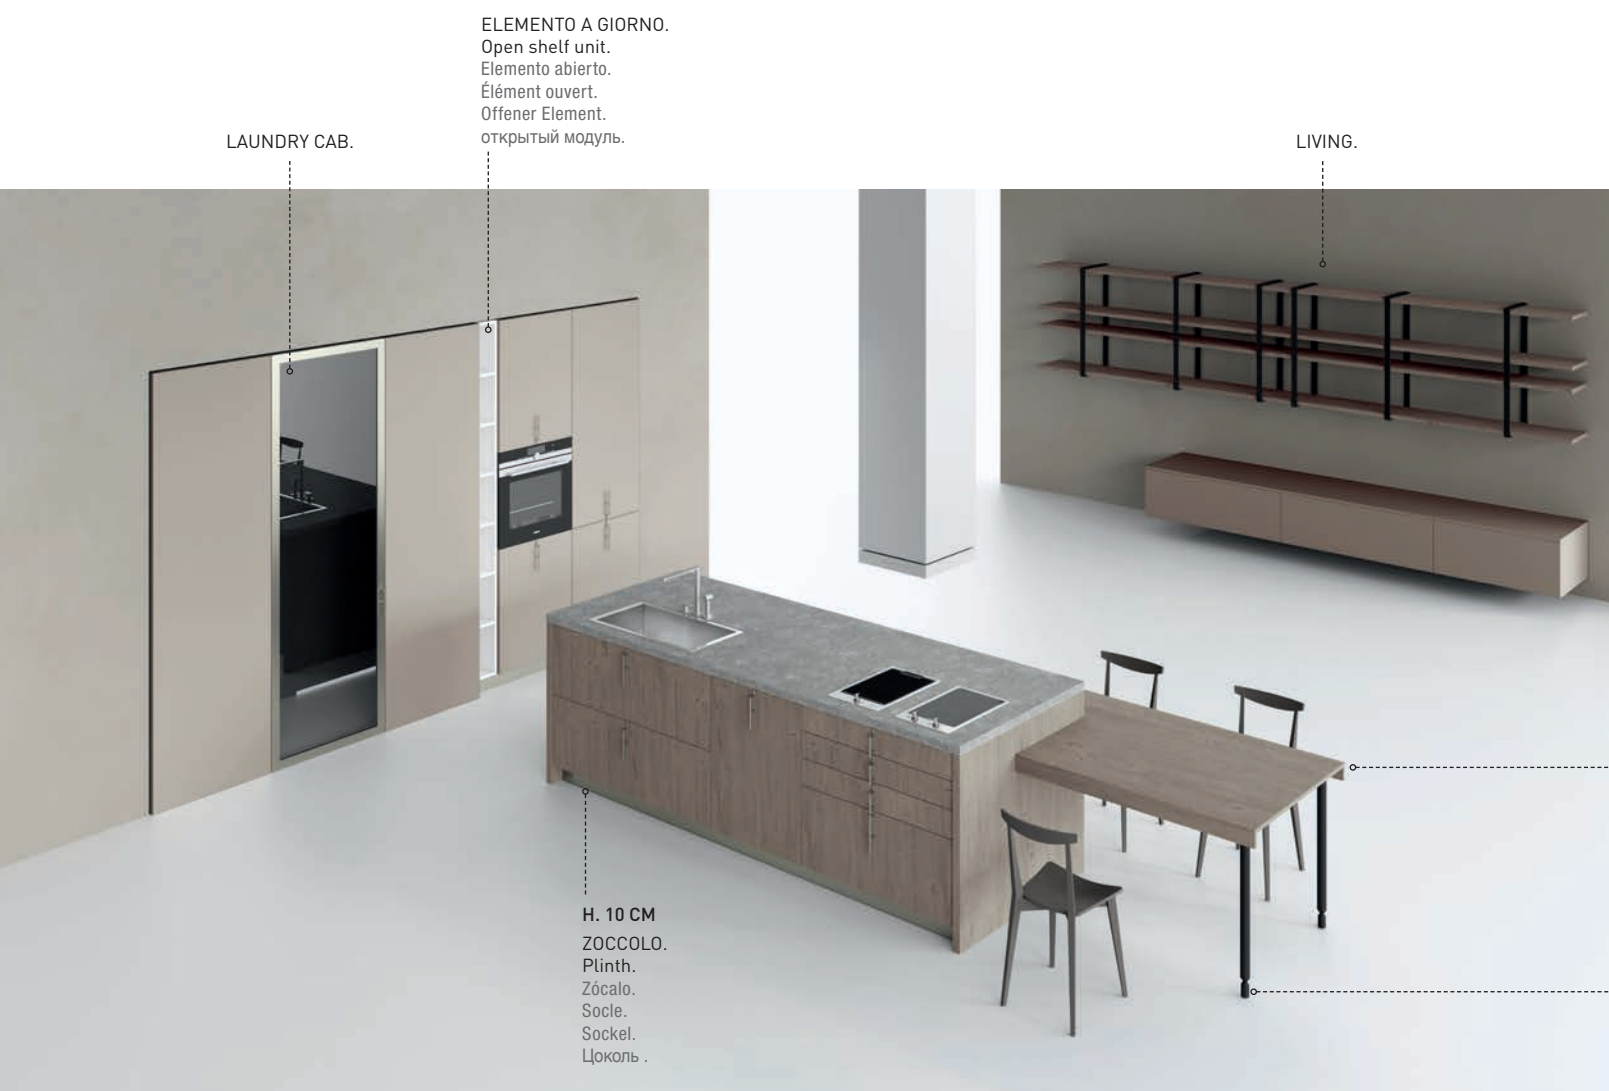 ELEMENTO A GIORNO.
Open shelf unit.
Elemento abierto.
Élément ouvert.
Offener Element.
открытый модуль.
LAUNDRY CAB.
LIVING.
H. 10 CM
ZOCCOLO.
Plinth.
Zócalo.
Socle.
Sockel.
Цоколь .